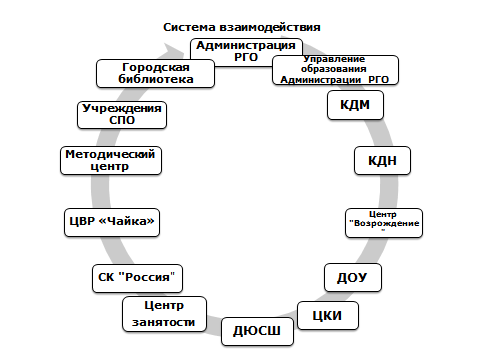 Система взаимодействия
Администрация
РГО
Управление
образования
Администрации РГО
КДМ
КДН
Центр
"Возрождение
"
ДОУ
ЦКИ
ДЮСШ
Центр
занятости
СК "Россия"
ЦВР «Чайка»
Методический
центр
Учреждения
СПО
Городская
библиотека